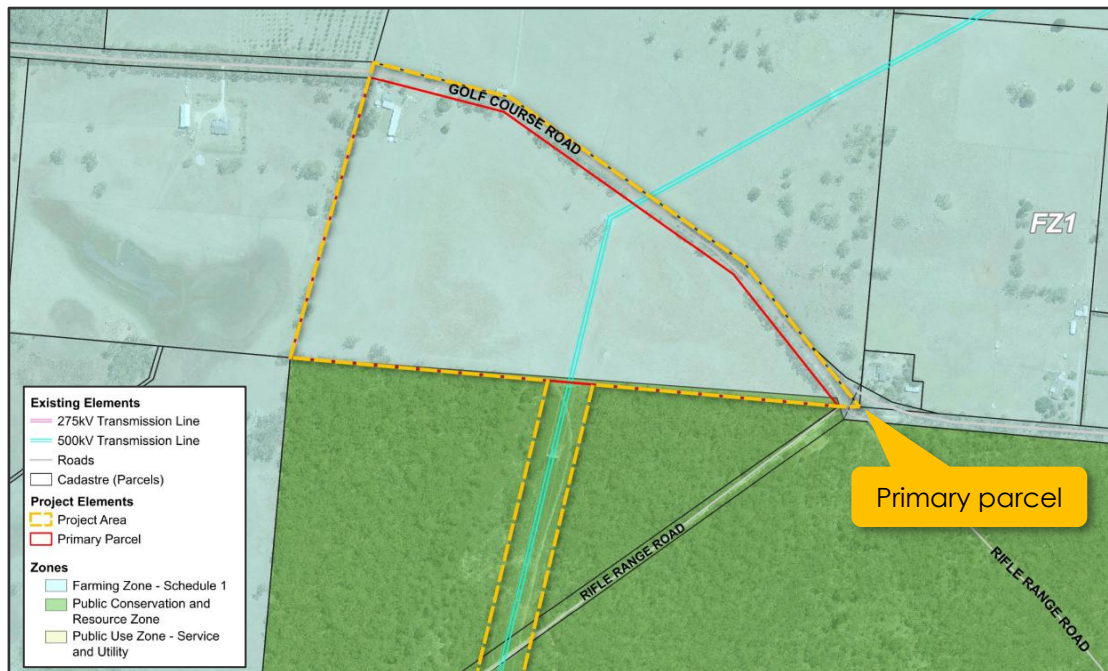 GOLF COURSE ROAD
FZ1
Existing Elements
275kV Transmission Line
500kV Transmission Line
Roads
Cadastre (Parcels)
Project Elements
Project Area
Primary Parcel
Zones
Farming Zone - Schedule 1
Public Conservation and
Resource Zone
Public Use Zone - Service
and Utility
Primary parcel
RIFLE RANGE ROAD
RIFLE RANGE ROAD